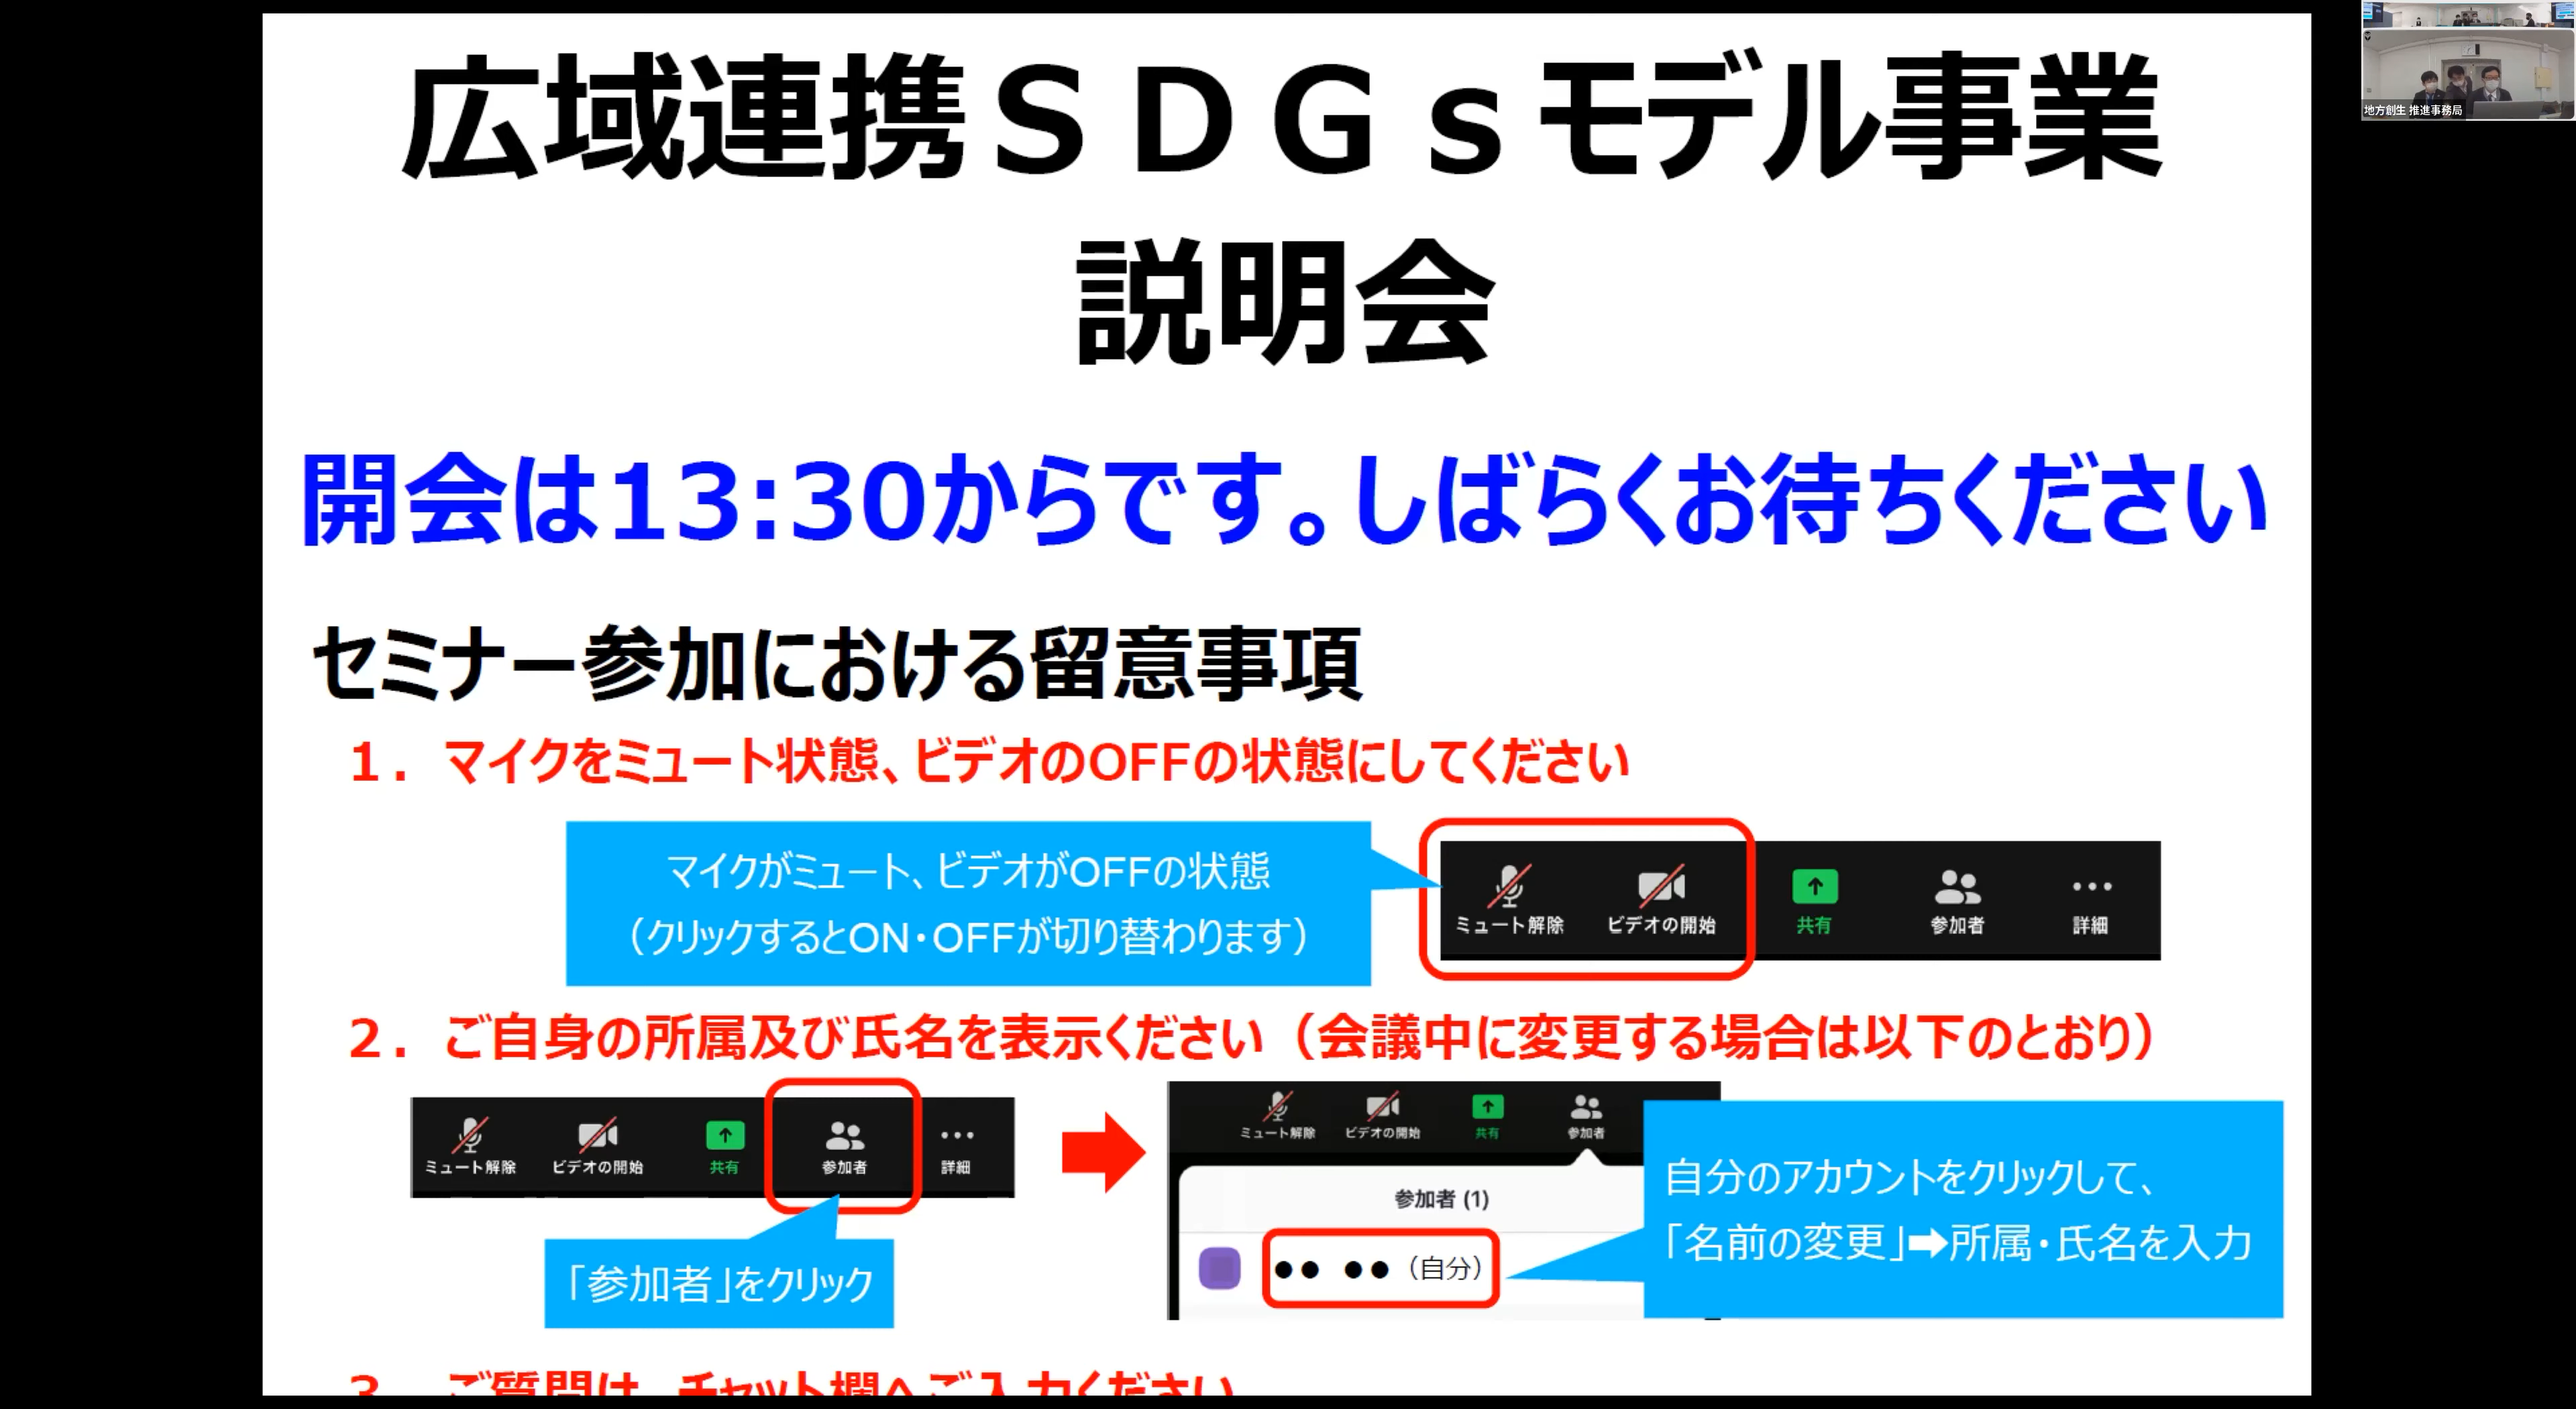 広域連携ＳＤＧｓモデル事業
説明会
地方創生 推進事務局
開会は13:30からです。しばらくお待ちください
セミナー参加における留意事項
１．マイクをミュート状態、ビデオのOFFの状態にしてください
マイクがミュート、ビデオがOFFの状態
（クリックするとON・OFFが切り替わります）
ミュート解除 ビデオの開始 共有 参加者 詳細
２．ご自身の所属及び氏名を表示ください（会議中に変更する場合は以下のとおり）
ミュート解除 ビデオの開始 共有 参加者 詳細
「参加者」をクリック
ミュート解除 ビデオの開始 共有 参加者
参加者 (1)
●● ●●（自分）
自分のアカウントをクリックして、
「名前の変更」➡所属・氏名を入力
３．ご質問は、チャット欄へご入力ください